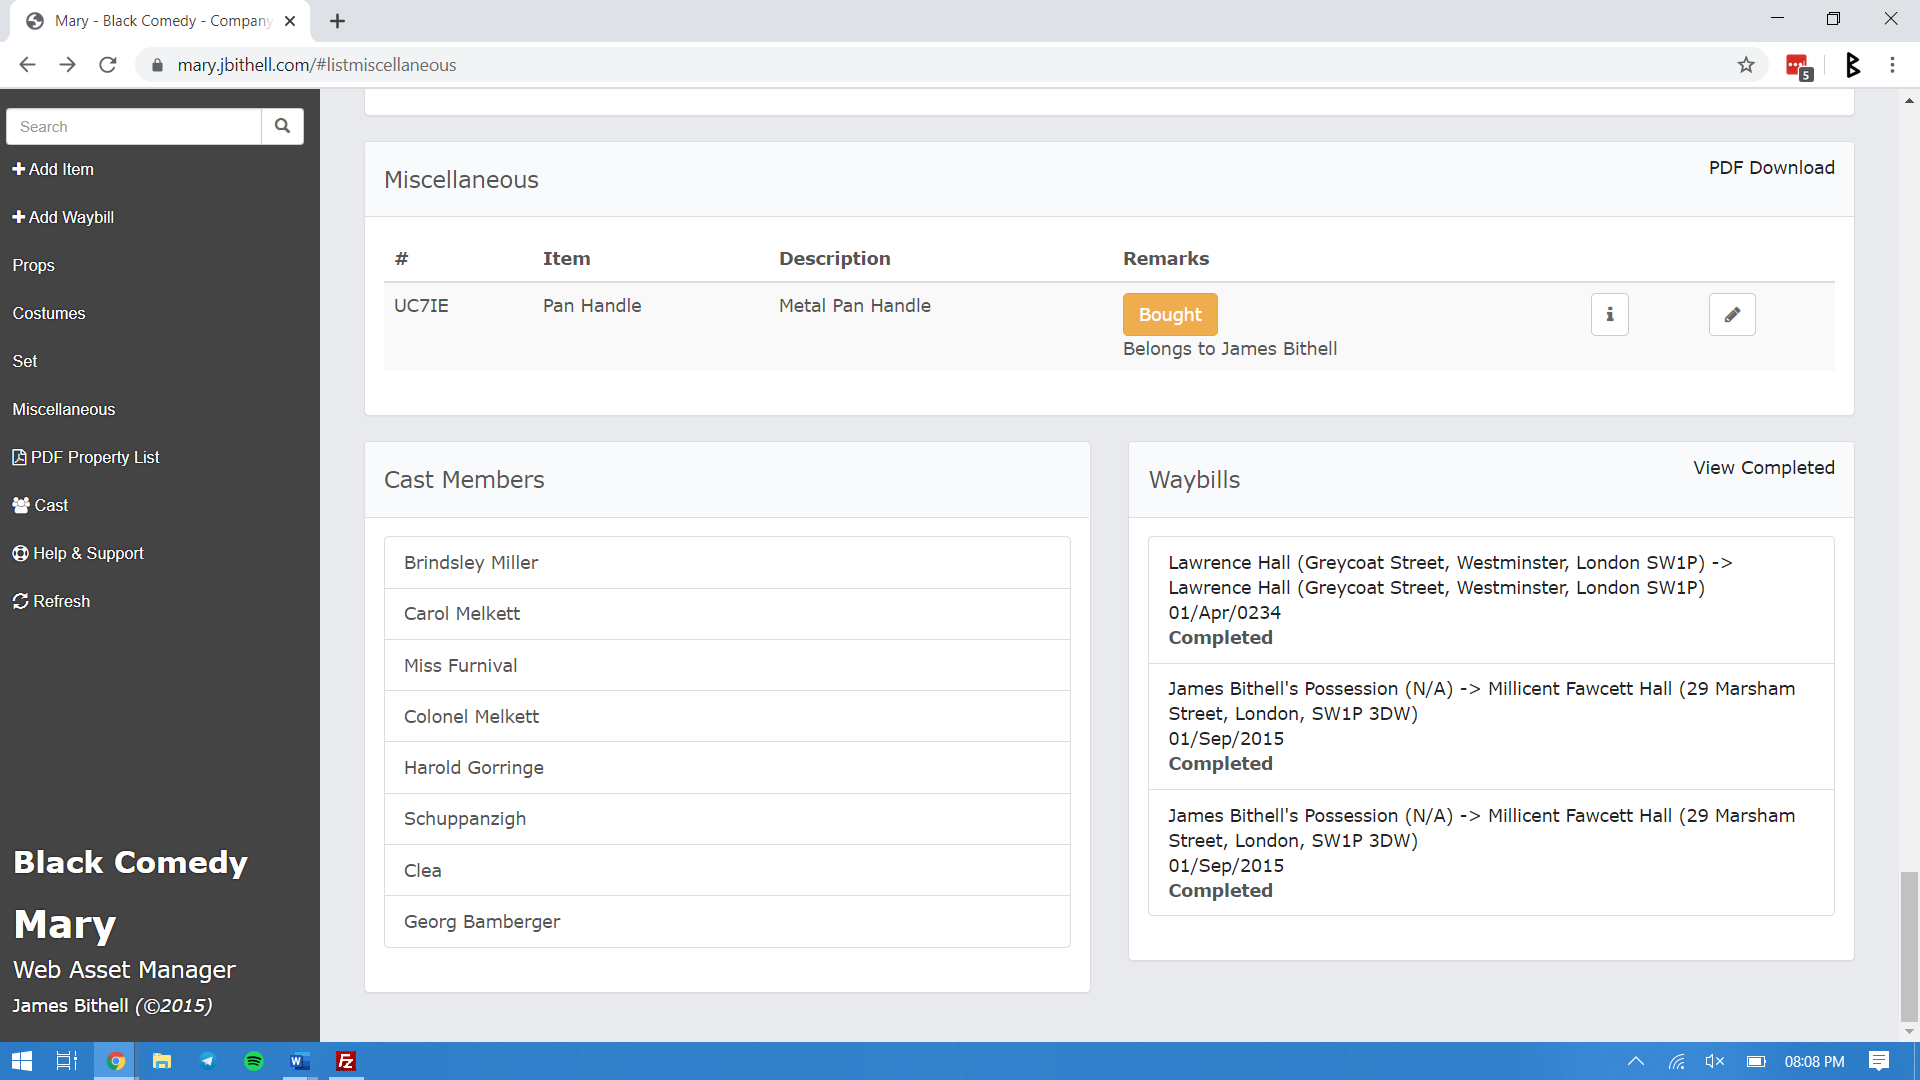 Mary - Black Comedy - Company
mary.jbithell.com/#listmiscellaneous
5
Search
Add Item
Add Waybill
Props
Costumes
Set
Miscellaneous
PDF Property List
Cast
Help & Support
Refresh
Black Comedy
Mary
Web Asset Manager
James Bithell (©2015)
Miscellaneous
PDF Download
# Item Description Remarks
UC7IE Pan Handle Metal Pan Handle Bought
Belongs to James Bithell
Cast Members
Brindsley Miller
Carol Melkett
Miss Furnival
Colonel Melkett
Harold Gorringe
Schuppanzigh
Clea
Georg Bamberger
Waybills
View Completed
Lawrence Hall (Greycoat Street, Westminster, London SW1P) ->
Lawrence Hall (Greycoat Street, Westminster, London SW1P)
01/Apr/0234
Completed
James Bithell's Possession (N/A) -> Millicent Fawcett Hall (29 Marsham
Street, London, SW1P 3DW)
01/Sep/2015
Completed
James Bithell's Possession (N/A) -> Millicent Fawcett Hall (29 Marsham
Street, London, SW1P 3DW)
01/Sep/2015
Completed
08:08 PM